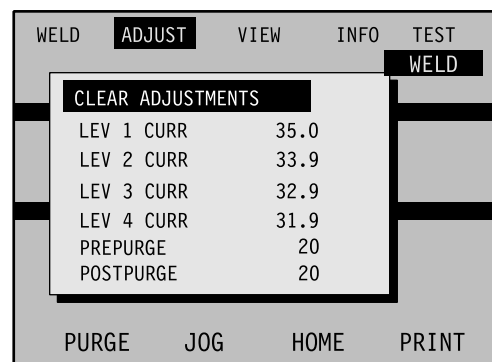 WELD ADJUST VIEW INFO TEST
WELD
CLEAR ADJUSTMENTS
LEV 1 CURR 35.0
LEV 2 CURR 33.9
LEV 3 CURR 32.9
LEV 4 CURR 31.9
PREPURGE 20
POSTPURGE 20
PURGE JOG HOME PRINT